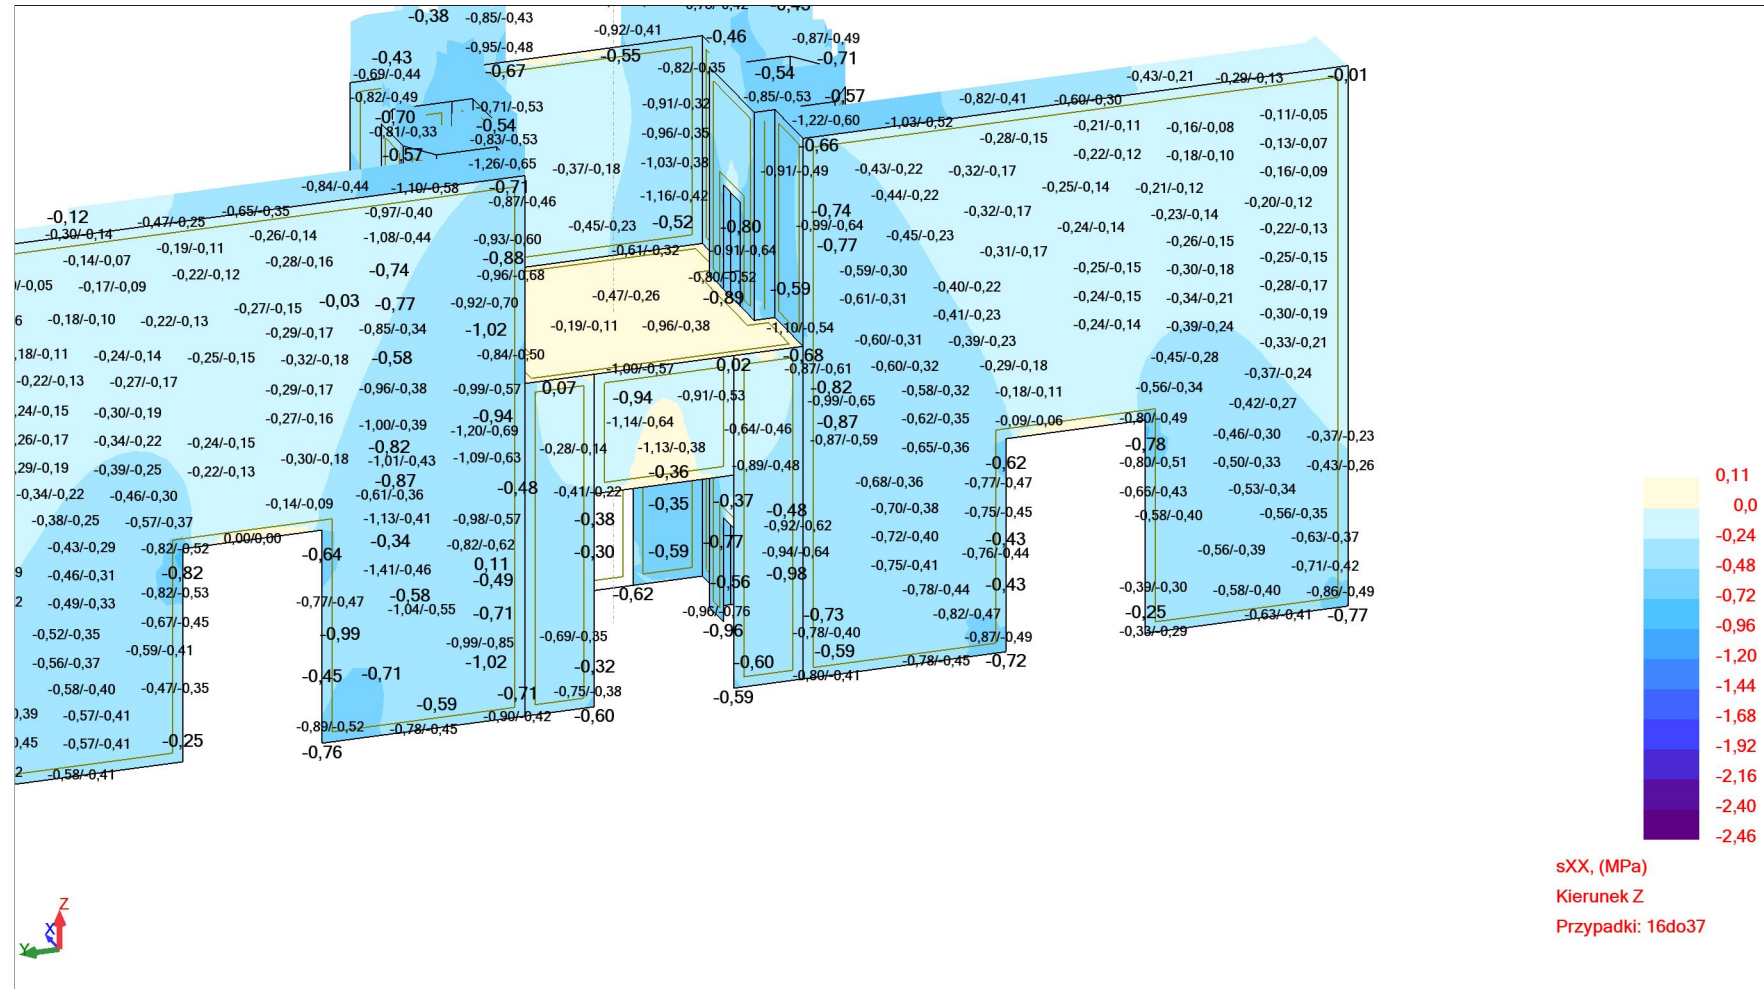 -0,38 -0,85/-0,43 -0,92/-0,41 -0,46 -0,87/-0,49
-0,43 -0,95/-0,48 -0,55 -0,71
-0,69/-0,44 -0,67 -0,82/-0,35 -0,54 -0,43/-0,21 -0,29/-0,13 -0,01
-0,82/-0,49 -0,71/-0,53 -0,91/-0,32 -0,85/-0,53 -0,57 -0,82/-0,41 -0,60/-0,30
-0,70 -0,54 -1,22/-0,60 -1,03/-0,52 -0,21/-0,11 -0,16/-0,08 -0,11/-0,05
-0,81/-0,33 -0,83/-0,53 -0,96/-0,35 -0,66 -0,28/-0,15 -0,13/-0,07
-0,57 -1,26/-0,65 -0,37/-0,18 -1,03/-0,38 -0,91/-0,49 -0,43/-0,22 -0,32/-0,17 -0,22/-0,12 -0,18/-0,10 -0,16/-0,09
-0,84/-0,44 -1,10/-0,58 -0,71 -1,16/-0,42 -0,44/-0,22 -0,25/-0,14 -0,21/-0,12
-0,12 -0,47/-0,25 -0,65/-0,35 -0,97/-0,40 -0,87/-0,46 -0,74 -0,32/-0,17 -0,23/-0,14 -0,20/-0,12
-0,30/-0,14 -0,26/-0,14 -1,08/-0,44 -0,93/-0,60 -0,45/-0,23 -0,52 -0,80 -0,99/-0,64 -0,45/-0,23 -0,24/-0,14 -0,22/-0,13
-0,14/-0,07 -0,19/-0,11 -0,28/-0,16 -0,88 -0,61/-0,32 -0,91/-0,64 -0,77 -0,31/-0,17 -0,26/-0,15 -0,25/-0,15
-0,17/-0,09 -0,22/-0,12 -0,74 -0,96/-0,68 -0,80/-0,52 -0,59/-0,30 -0,25/-0,15 -0,30/-0,18
-0,27/-0,15 -0,03 -0,77 -0,92/-0,70 -0,47/-0,26 -0,89 -0,59 -0,61/-0,31 -0,40/-0,22 -0,24/-0,15 -0,34/-0,21 -0,28/-0,17
-0,18/-0,10 -0,22/-0,13 -0,29/-0,17 -0,85/-0,34 -1,02 -0,19/-0,11 -0,96/-0,38 -1,10/-0,54 -0,41/-0,23 -0,24/-0,14 -0,39/-0,24 -0,30/-0,19
-0,24/-0,14 -0,25/-0,15 -0,32/-0,18 -0,58 -0,84/-0,50 -0,68 -0,60/-0,31 -0,39/-0,23 -0,45/-0,28 -0,33/-0,21
-0,22/-0,13 -0,27/-0,17 -0,29/-0,17 -0,96/-0,38 -0,99/-0,57 0,07 -1,00/-0,57 0,02 -0,87/-0,61 -0,60/-0,32 -0,29/-0,18 -0,37/-0,24
-0,94 -0,91/-0,53 -0,82 -0,99/-0,65 -0,58/-0,32 -0,18/-0,11 -0,56/-0,34
-0,30/-0,19 -0,27/-0,16 -1,00/-0,39 -0,94 -1,20/-0,69 -1,14/-0,64 -0,64/-0,46 -0,87 -0,62/-0,35 -0,09/-0,06 -0,80/-0,49 -0,42/-0,27
-0,34/-0,22 -0,24/-0,15 -0,82 -0,28/-0,14 -1,13/-0,38 -0,87/-0,59 -0,65/-0,36 -0,78 -0,46/-0,30 -0,37/-0,23
-0,39/-0,25 -0,22/-0,13 -0,30/-0,18 -1,01/-0,43 -1,09/-0,63 -0,36 -0,89/-0,48 -0,62 -0,80/-0,51 -0,50/-0,33 -0,43/-0,26
-0,34/-0,22 -0,46/-0,30 -0,14/-0,09 -0,87 -0,61/-0,36 -0,48 -0,41/-0,22 -0,35 -0,37 -0,48 -0,68/-0,36 -0,77/-0,47 -0,66/-0,43 -0,53/-0,34
-0,38/-0,25 -0,57/-0,37 -1,13/-0,41 -0,98/-0,57 -0,38 -0,92/-0,62 -0,70/-0,38 -0,75/-0,45 -0,58/-0,40 -0,56/-0,35
-0,43/-0,29 -0,82/-0,52 0,00/0,00 -0,64 -0,34 -0,82/-0,62 -0,30 -0,59 -0,77 -0,94/-0,64 -0,72/-0,40 -0,43 -0,76/-0,44 -0,56/-0,39 -0,63/-0,37
-0,46/-0,31 -0,82 -1,41/-0,46 0,11 -0,49 -0,56 -0,98 -0,75/-0,41 -0,43 -0,71/-0,42
-0,49/-0,33 -0,82/-0,53 -0,77/-0,47 -0,58 -1,04/-0,55 -0,71 -0,62 -0,96/-0,76 -0,73 -0,78/-0,44 -0,82/-0,47 -0,39/-0,30 -0,58/-0,40 -0,86/-0,49
-0,52/-0,35 -0,67/-0,45 -0,99 -0,99/-0,85 -0,69/-0,35 -0,96 -0,78/-0,40 -0,87/-0,49 -0,25 -0,33/-0,29 -0,63/-0,41 -0,77
-0,56/-0,37 -0,59/-0,41 -0,45 -0,71 -1,02 -0,32 -0,60 -0,59 -0,80/-0,41 -0,78/-0,45 -0,72
-0,58/-0,40 -0,47/-0,35 -0,59 -0,71 -0,75/-0,38 -0,59
-0,57/-0,41 -0,89/-0,52 -0,78/-0,45 -0,90/-0,42 -0,60
-0,57/-0,41 -0,25 -0,76
-0,58/-0,41
0,11
0,0
-0,24
-0,48
-0,72
-0,96
-1,20
-1,44
-1,68
-1,92
-2,16
-2,40
-2,46
sXX, (MPa)
Kierunek Z
Przypadki: 16do37
Z
X
Y